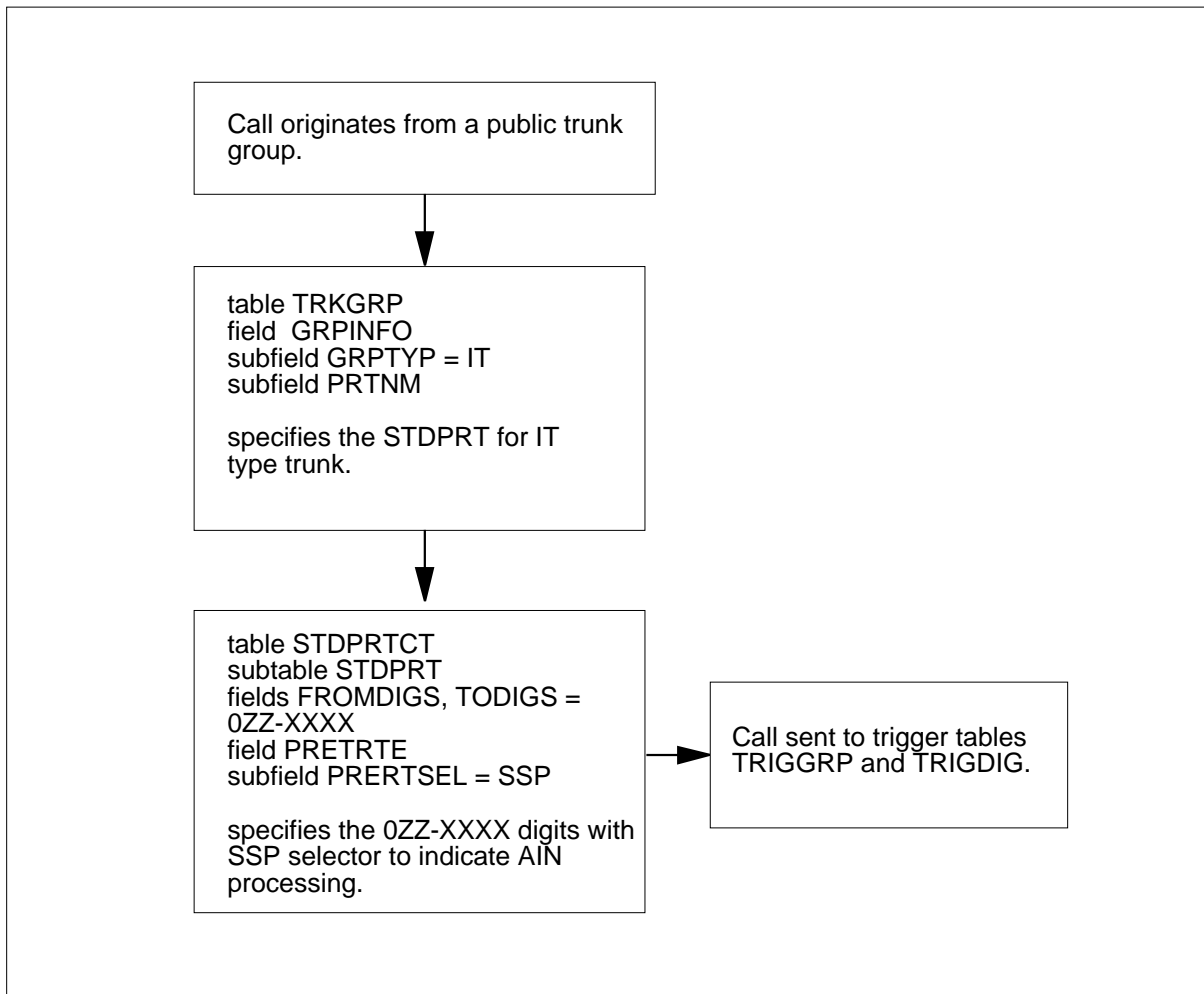 Call originates from a public trunk
group.
table TRKGRP
field  GRPINFO
subfield GRPTYP = IT
subfield PRTNM
specifies the STDPRT for IT
type trunk.
table STDPRTCT
subtable STDPRT
fields FROMDIGS, TODIGS =
0ZZ-XXXX
field PRETRTE
subfield PRERTSEL = SSP
specifies the 0ZZ-XXXX digits with
SSP selector to indicate AIN
processing.
Call sent to trigger tables
TRIGGRP and TRIGDIG.